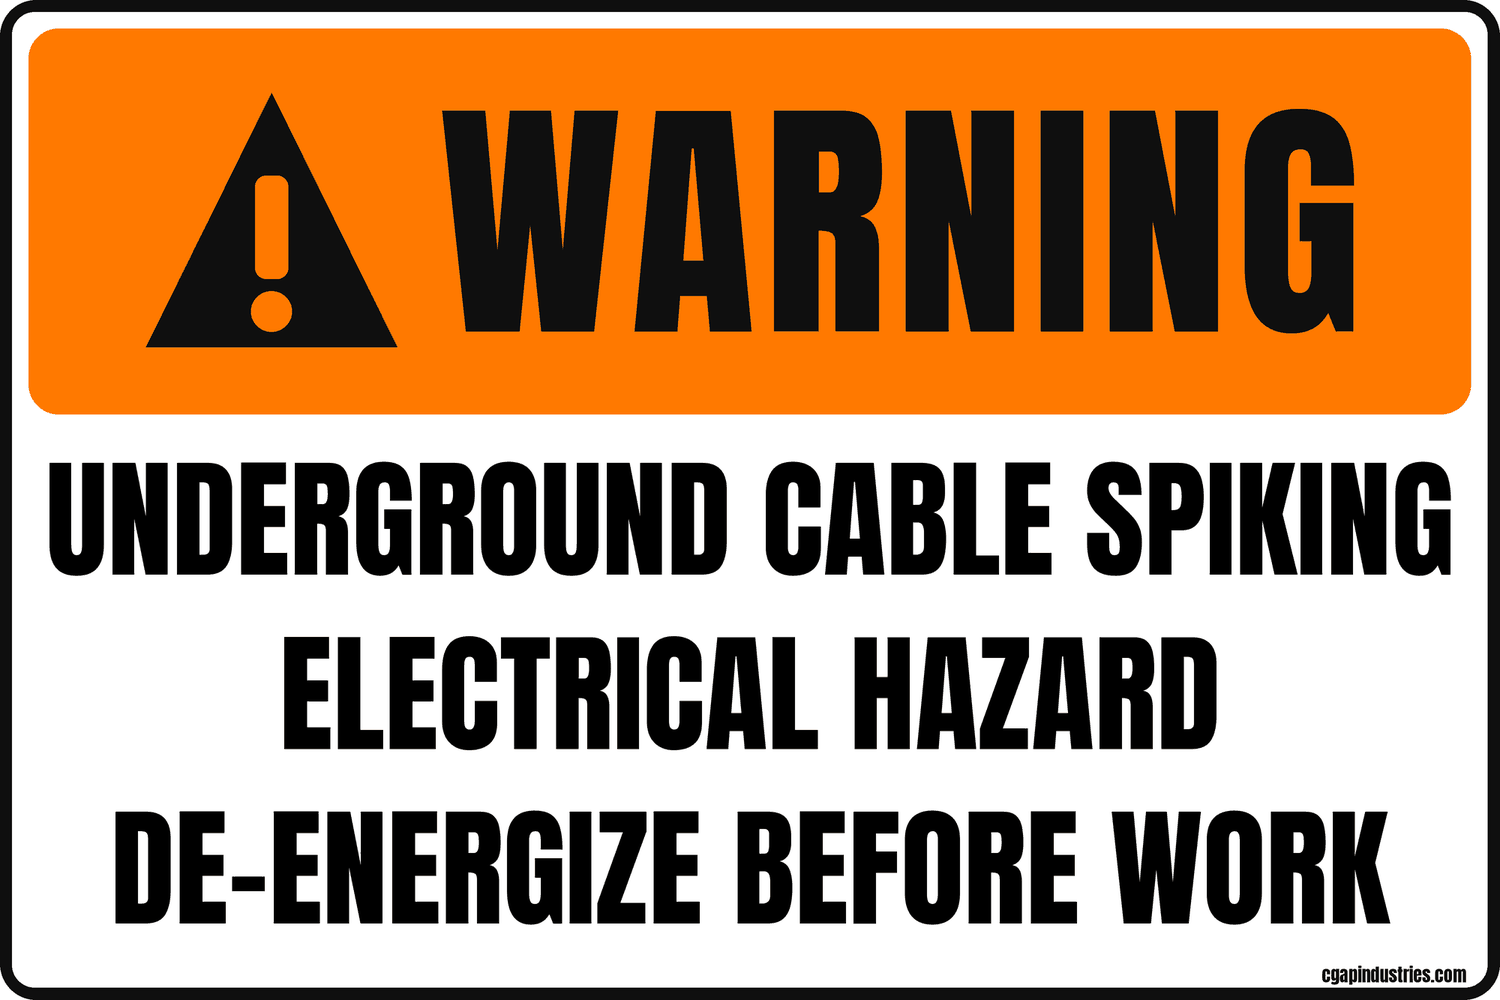 WARNING
UNDERGROUND CABLE SPIKING
ELECTRICAL HAZARD
DE-ENERGIZE BEFORE WORK
cgapindustries.com